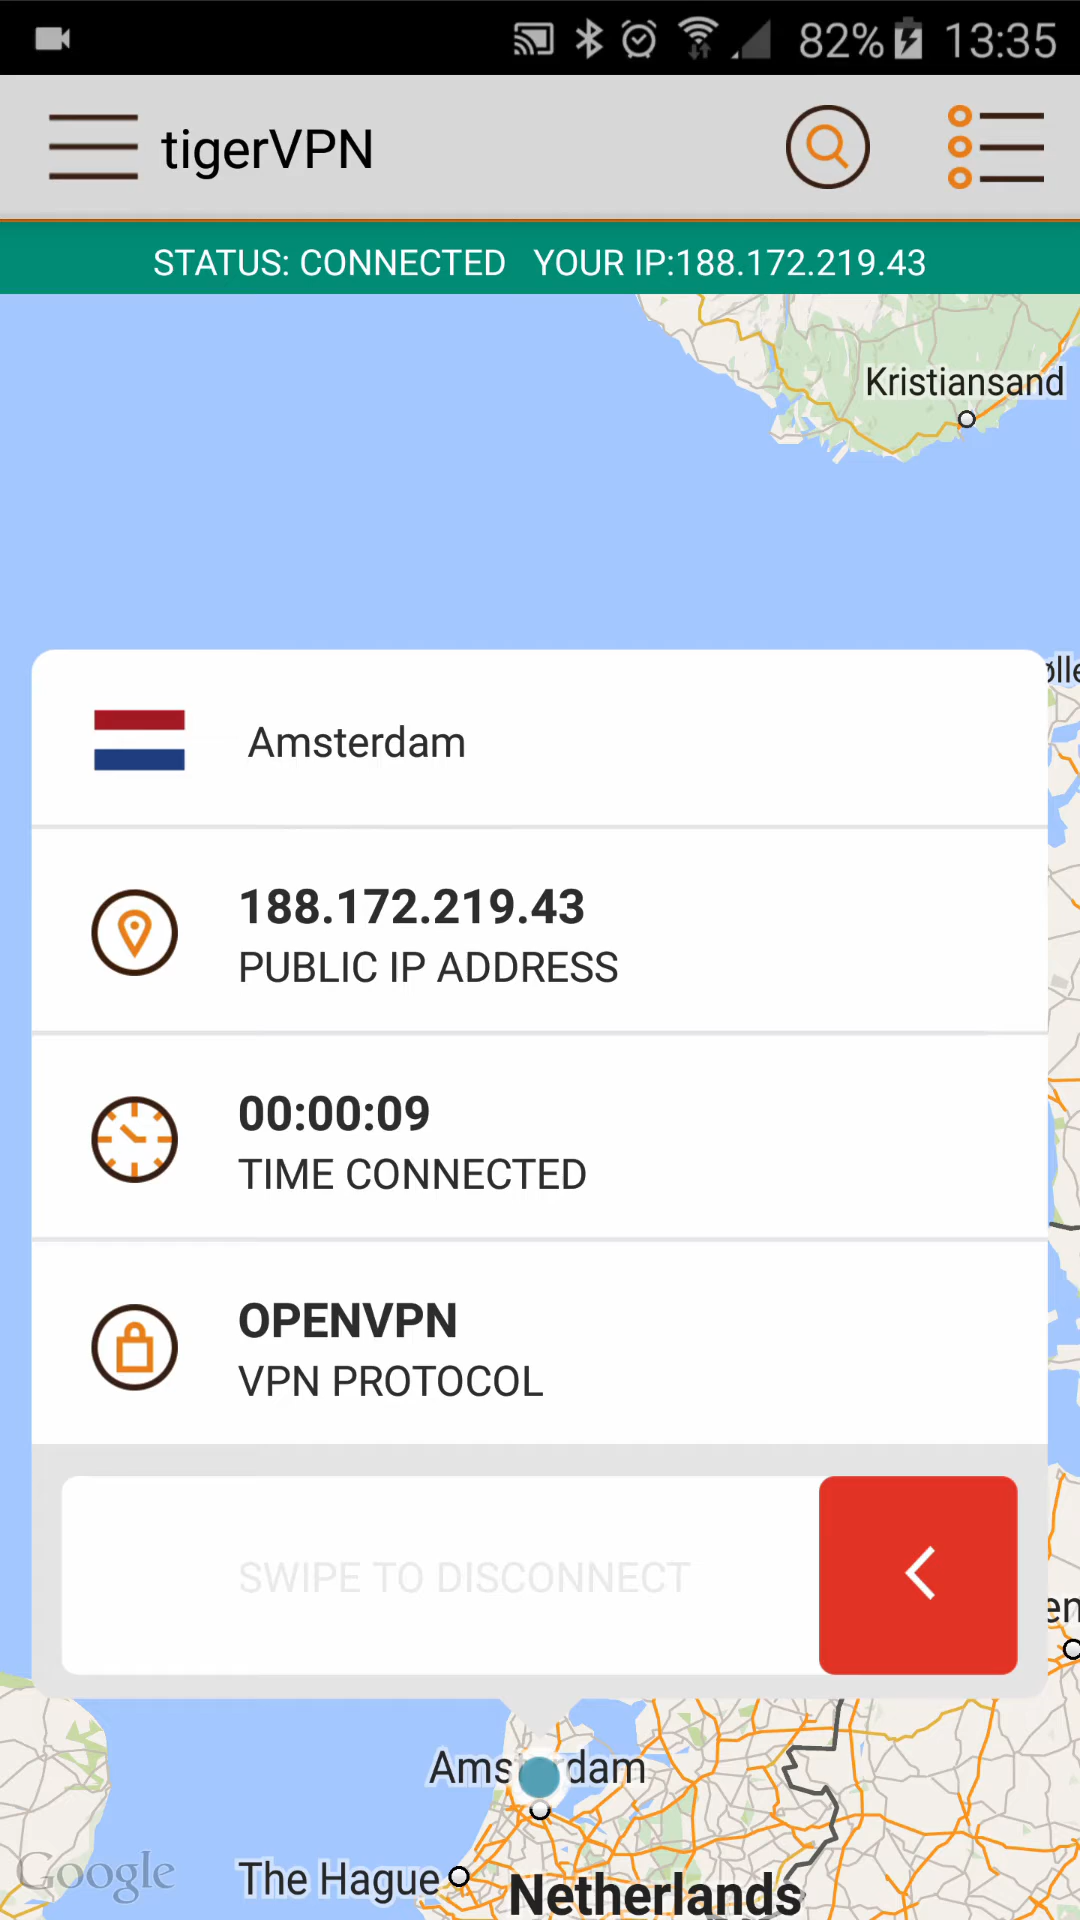 82% 13:35
tigerVPN
STATUS: CONNECTED YOUR IP:188.172.219.43
Kristiansand
Amsterdam
188.172.219.43
PUBLIC IP ADDRESS
00:00:09
TIME CONNECTED
OPENVPN
VPN PROTOCOL
SWIPE TO DISCONNECT
Google
The Hague
Netherlands